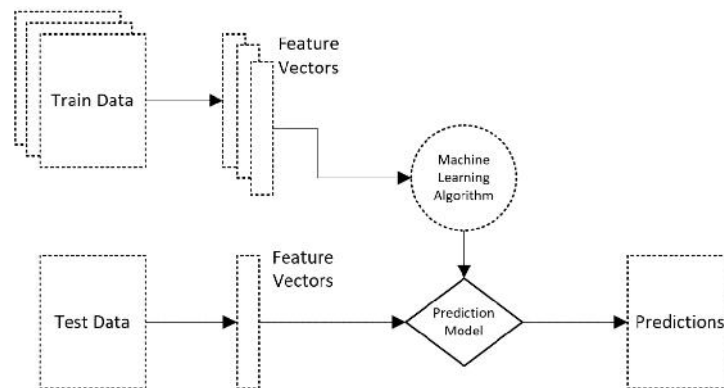 Feature
Vectors
Train Data
Machine
Learning
Algorithm
Feature
Vectors
Test Data
Prediction
Model
Predictions